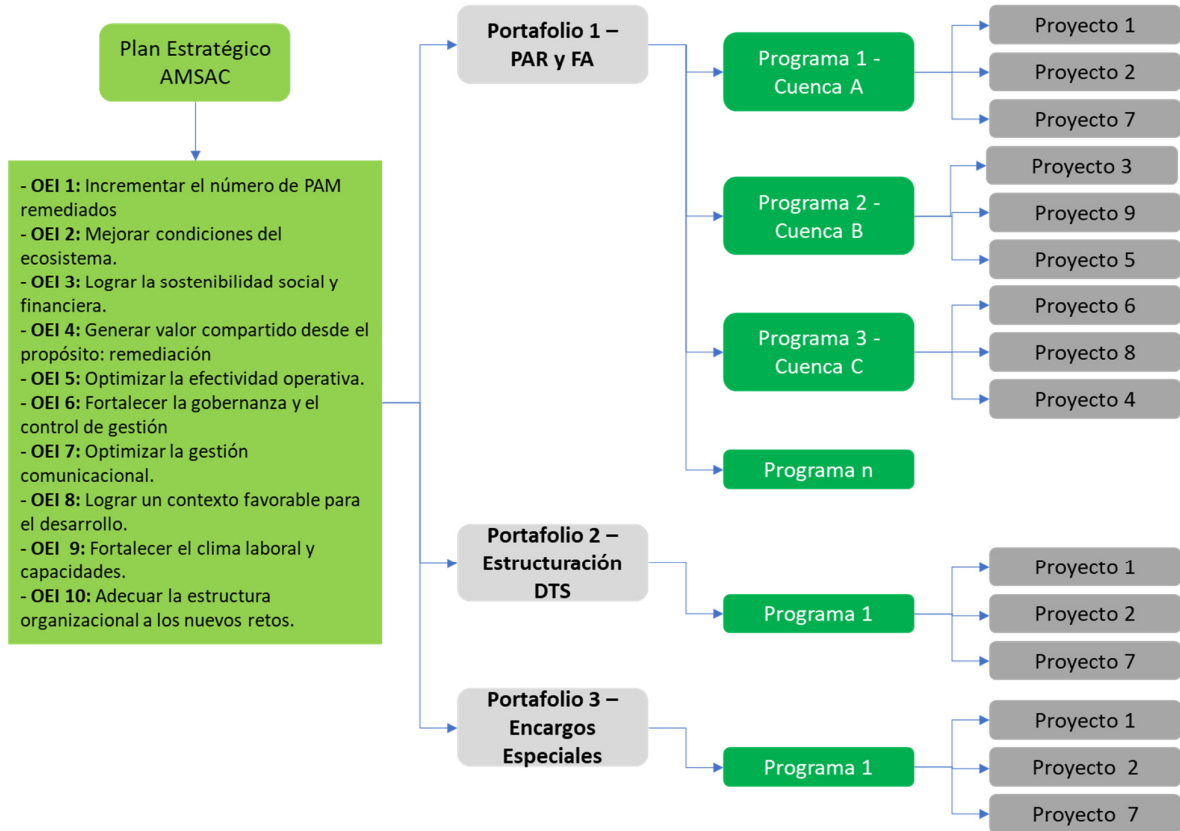 Plan Estratégico
AMSAC
- OEI 1: Incrementar el número de PAM
remediados
- OEI 2: Mejorar condiciones del
ecosistema.
- OEI 3: Lograr la sostenibilidad social y
financiera.
- OEI 4: Generar valor compartido desde el
propósito: remediación
- OEI 5: Optimizar la efectividad operativa.
- OEI 6: Fortalecer la gobernanza y el
control de gestión
- OEI 7: Optimizar la gestión
comunicacional.
- OEI 8: Lograr un contexto favorable para
el desarrollo.
- OEI  9: Fortalecer el clima laboral y
capacidades.
- OEI 10: Adecuar la estructura
organizacional a los nuevos retos.
Portafolio 1 –
PAR y FA
Programa 1 -
Cuenca A
Proyecto 1
Proyecto 2
Proyecto 7
Programa 2 -
Cuenca B
Proyecto 3
Proyecto 9
Proyecto 5
Programa 3 -
Cuenca C
Proyecto 6
Proyecto 8
Proyecto 4
Programa n
Portafolio 2 –
Estructuración
DTS
Programa 1
Proyecto 1
Proyecto 2
Proyecto 7
Portafolio 3 –
Encargos
Especiales
Programa 1
Proyecto 1
Proyecto  2
Proyecto  7